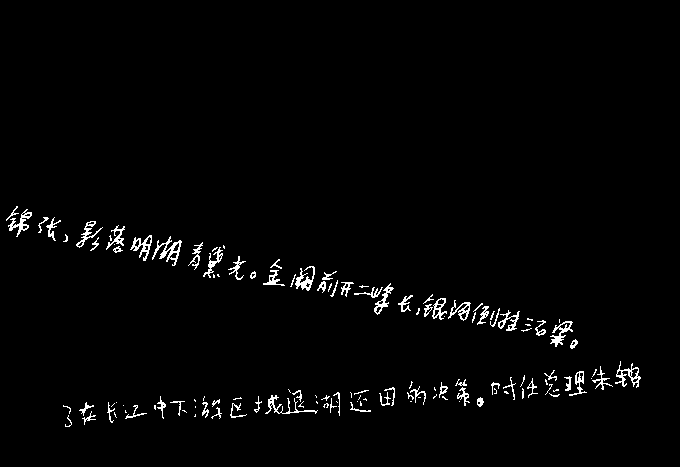 锦张，影落明湖青黛光。金阙前开二峰长，银河倒挂三石梁。
了在长江中下游区域退湖还田的决策。时任总理朱镕